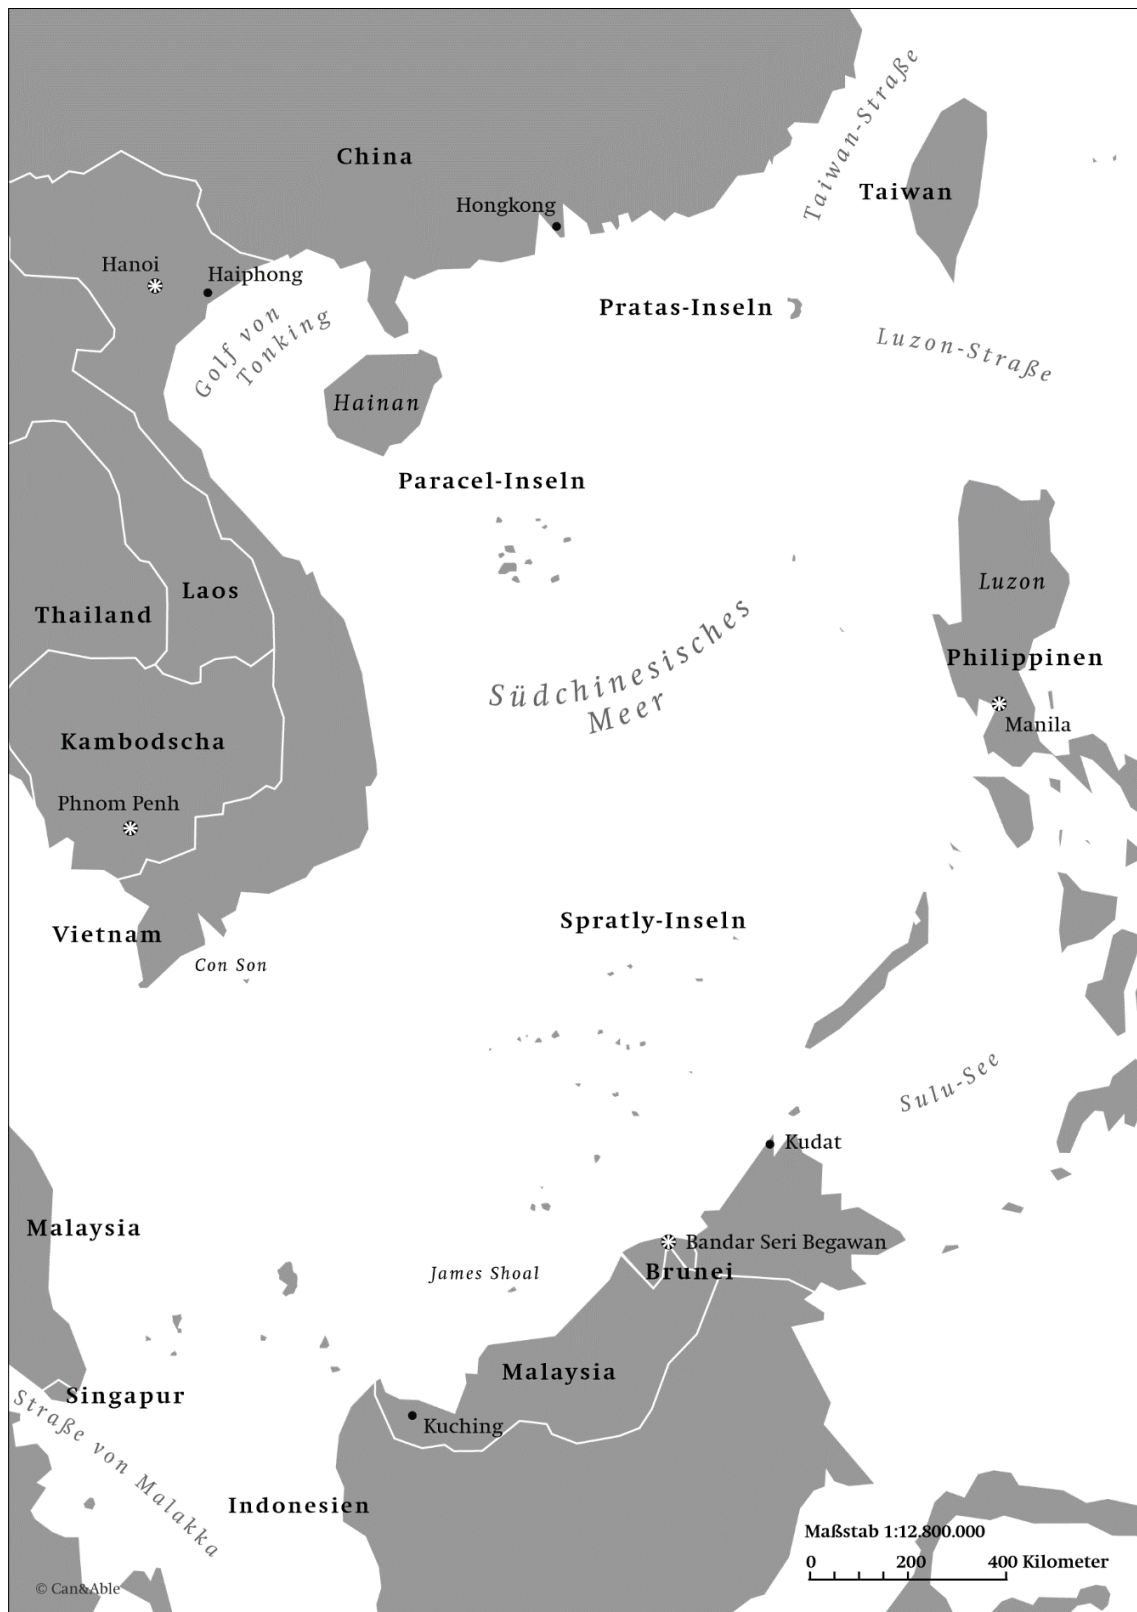 China
Taiwan-Straße
Taiwan
Hongkong
Hanoi
Haiphong
Golf von
Tonking
Pratas-Inseln
Luzon-Straße
Hainan
Paracel-Inseln
Luzon
Laos
Thailand
Südchinesisches
Meer
Philippinen
Manila
Kambodscha
Phnom Penh
Spratly-Inseln
Vietnam
Con Son
Sulu-See
Kudat
Malaysia
Bandar Seri Begawan
Brunei
James Shoal
Malaysia
Singapur
Straße von Malakka
Kuching
Indonesien
Maßstab 1:12.800.000
0 200 400 Kilometer
© Can&Able